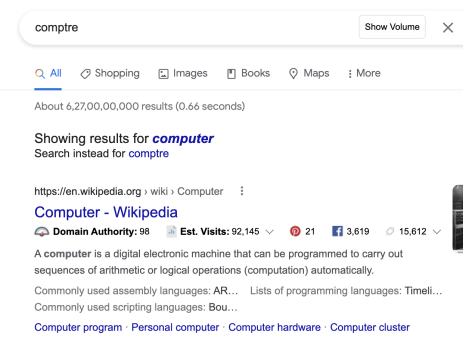 comptre Show Volume
All Shopping Images Books Maps More
About 6,27,00,00,000 results (0.66 seconds)
Showing results for computer
Search instead for comptre
https://en.wikipedia.org › wiki › Computer
Computer - Wikipedia
Domain Authority: 98 Est. Visits: 92,145 21 3,619 15,612
A computer is a digital electronic machine that can be programmed to carry out
sequences of arithmetic or logical operations (computation) automatically.
Commonly used assembly languages: AR... Lists of programming languages: Timeli...
Commonly used scripting languages: Bou...
Computer program · Personal computer · Computer hardware · Computer cluster